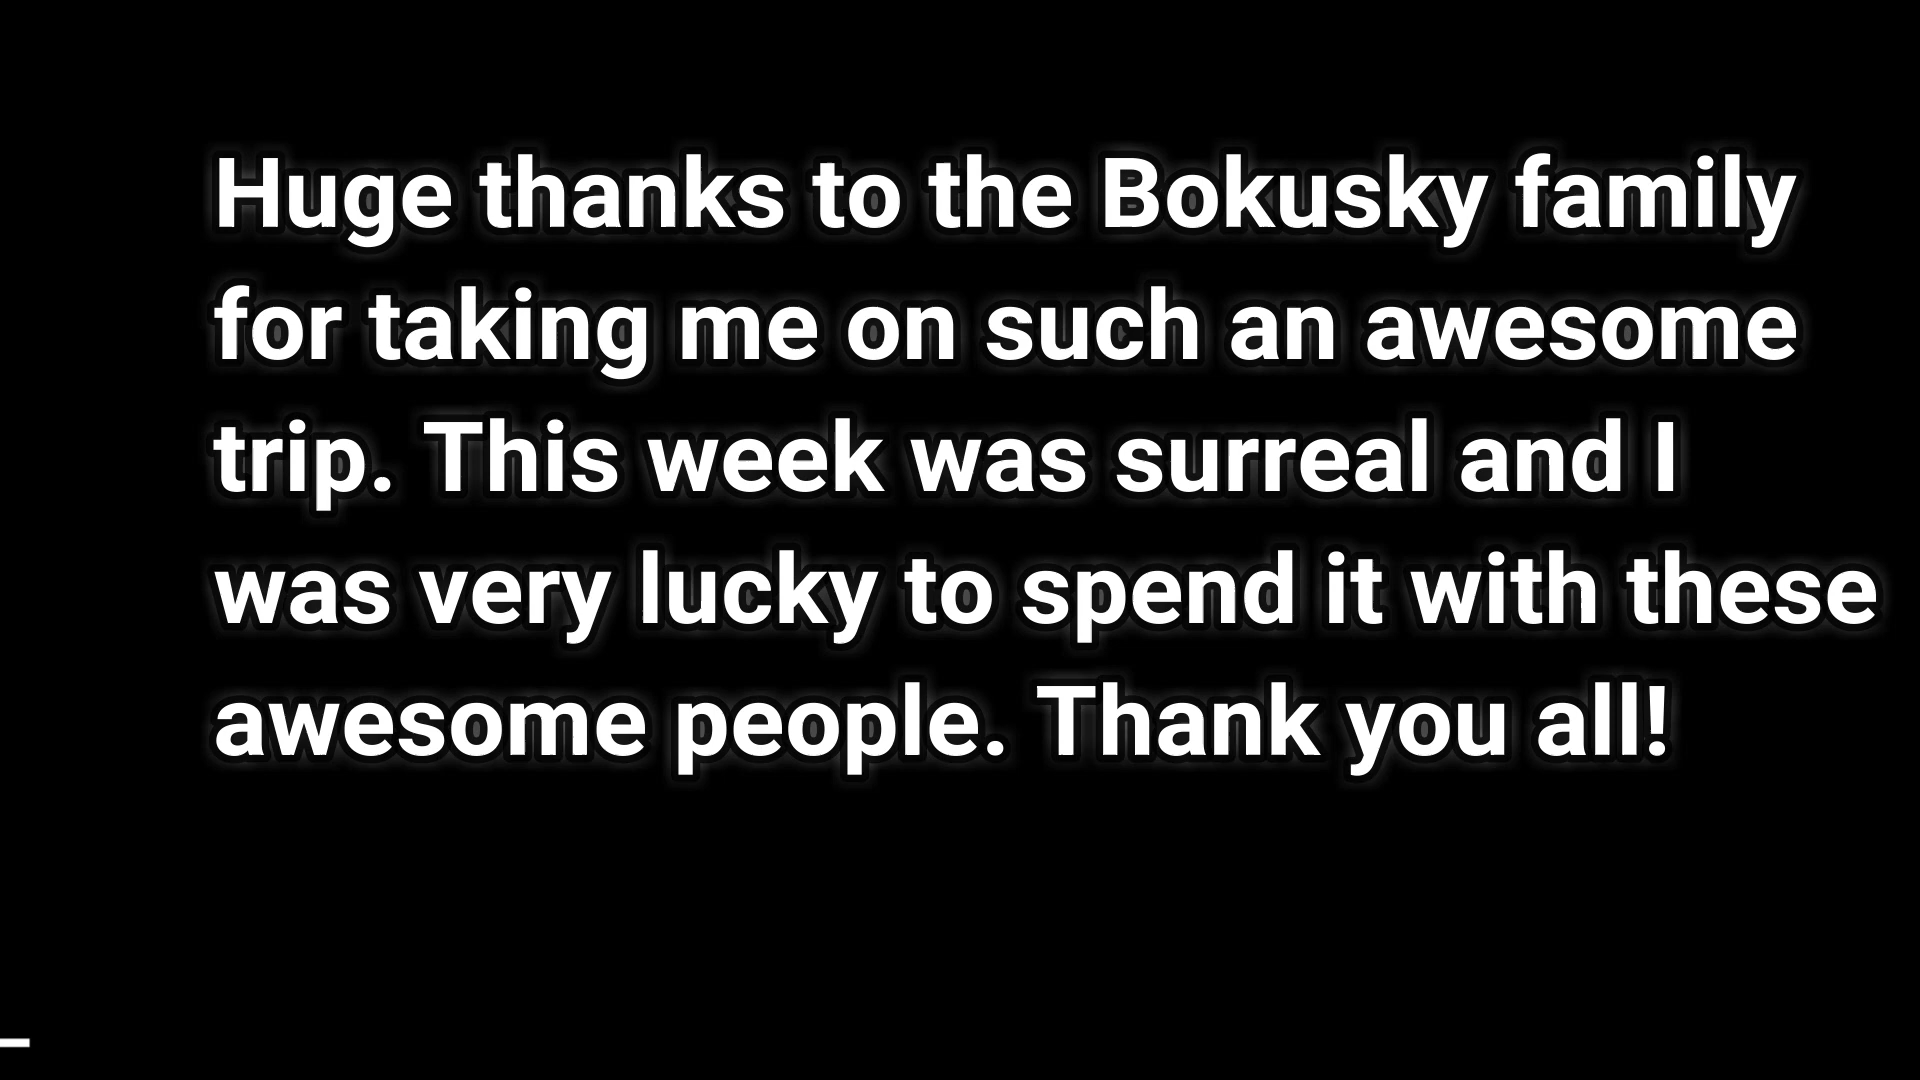 Huge thanks to the Bokusky family
for taking me on such an awesome
trip. This week was surreal and I
was very lucky to spend it with these
awesome people. Thank you all!